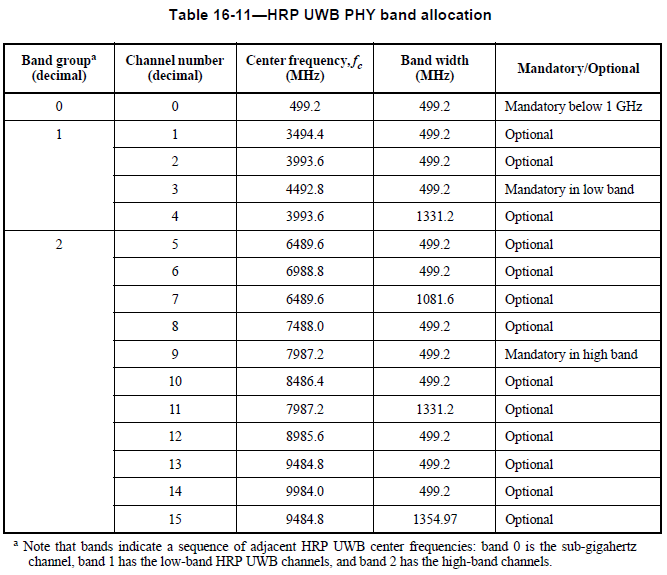 Table 16-11—HRP UWB PHY band allocation
Band groupᵃ (decimal) Channel number (decimal) Center frequency, fc (MHz) Band width (MHz) Mandatory/Optional
0 0 499.2 499.2 Mandatory below 1 GHz
1 1 3494.4 499.2 Optional
2 3993.6 499.2 Optional
3 4492.8 499.2 Mandatory in low band
4 3993.6 1331.2 Optional
2 5 6489.6 499.2 Optional
6 6988.8 499.2 Optional
7 6489.6 1081.6 Optional
8 7488.0 499.2 Optional
9 7987.2 499.2 Mandatory in high band
10 8486.4 499.2 Optional
11 7987.2 1331.2 Optional
12 8985.6 499.2 Optional
13 9484.8 499.2 Optional
14 9984.0 499.2 Optional
15 9484.8 1354.97 Optional
ᵃ Note that bands indicate a sequence of adjacent HRP UWB center frequencies: band 0 is the sub-gigahertz
channel, band 1 has the low-band HRP UWB channels, and band 2 has the high-band channels.